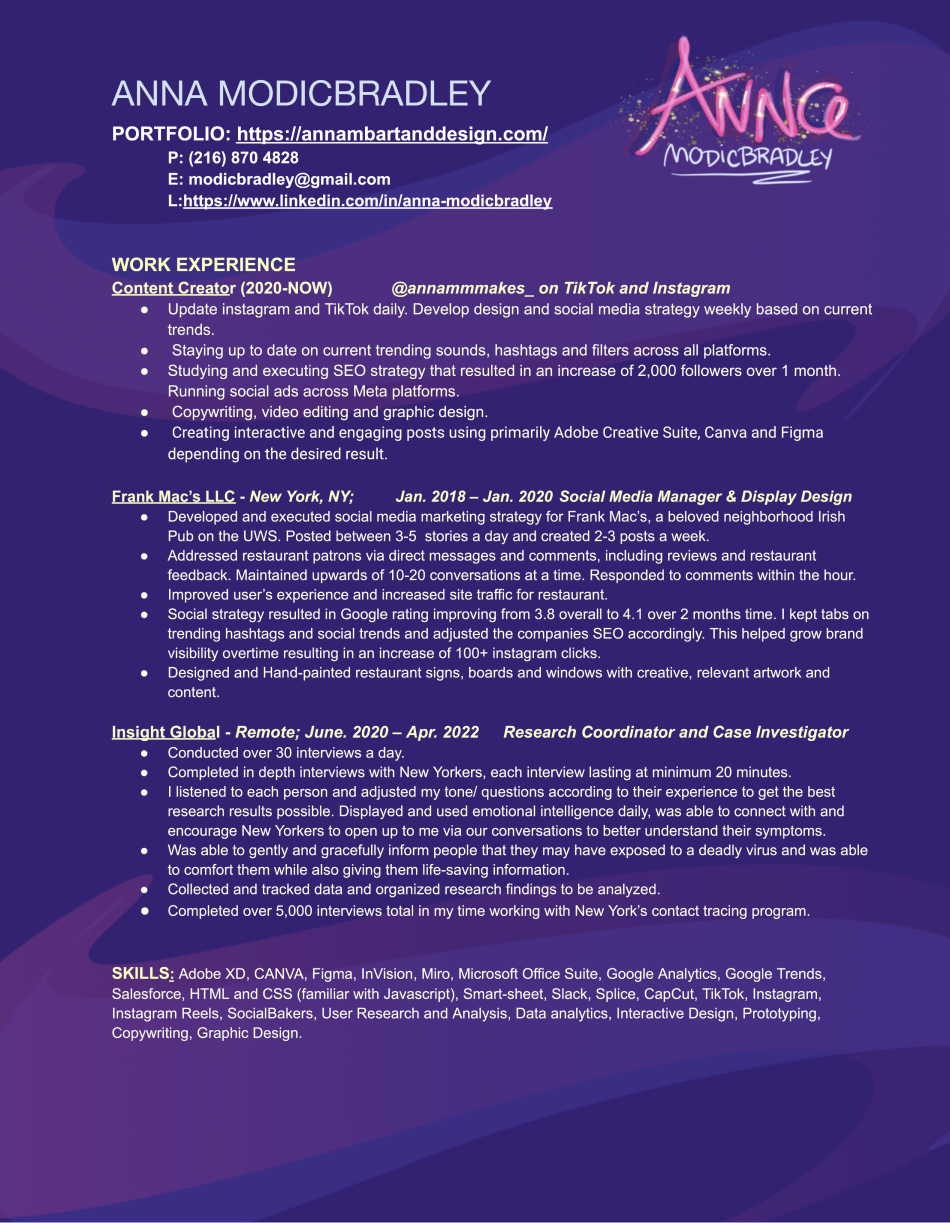 ANNA MODICBRADLEY
ANNA
MODICBRADLEY
PORTFOLIO: https://annambartanddesign.com/
P: (216) 870 4828
E: modicbradley@gmail.com
L:https://www.linkedin.com/in/anna-modicbradley
WORK EXPERIENCE
Content Creator (2020-NOW) @annammmakes_ on TikTok and Instagram
● Update instagram and TikTok daily. Develop design and social media strategy weekly based on current
trends.
● Staying up to date on current trending sounds, hashtags and filters across all platforms.
● Studying and executing SEO strategy that resulted in an increase of 2,000 followers over 1 month.
Running social ads across Meta platforms.
● Copywriting, video editing and graphic design.
● Creating interactive and engaging posts using primarily Adobe Creative Suite, Canva and Figma
depending on the desired result.
Frank Mac's LLC - New York, NY; Jan. 2018 – Jan. 2020 Social Media Manager & Display Design
● Developed and executed social media marketing strategy for Frank Mac's, a beloved neighborhood Irish
Pub on the UWS. Posted between 3-5 stories a day and created 2-3 posts a week.
● Addressed restaurant patrons via direct messages and comments, including reviews and restaurant
feedback. Maintained upwards of 10-20 conversations at a time. Responded to comments within the hour.
● Improved user's experience and increased site traffic for restaurant.
● Social strategy resulted in Google rating improving from 3.8 overall to 4.1 over 2 months time. I kept tabs on
trending hashtags and social trends and adjusted the companies SEO accordingly. This helped grow brand
visibility overtime resulting in an increase of 100+ instagram clicks.
● Designed and Hand-painted restaurant signs, boards and windows with creative, relevant artwork and
content.
Insight Global - Remote; June. 2020 – Apr. 2022 Research Coordinator and Case Investigator
● Conducted over 30 interviews a day.
● Completed in depth interviews with New Yorkers, each interview lasting at minimum 20 minutes.
● I listened to each person and adjusted my tone/ questions according to their experience to get the best
research results possible. Displayed and used emotional intelligence daily, was able to connect with and
encourage New Yorkers to open up to me via our conversations to better understand their symptoms.
● Was able to gently and gracefully inform people that they may have exposed to a deadly virus and was able
to comfort them while also giving them life-saving information.
● Collected and tracked data and organized research findings to be analyzed.
● Completed over 5,000 interviews total in my time working with New York's contact tracing program.
SKILLS: Adobe XD, CANVA, Figma, InVision, Miro, Microsoft Office Suite, Google Analytics, Google Trends,
Salesforce, HTML and CSS (familiar with Javascript), Smart-sheet, Slack, Splice, CapCut, TikTok, Instagram,
Instagram Reels, SocialBakers, User Research and Analysis, Data analytics, Interactive Design, Prototyping,
Copywriting, Graphic Design.